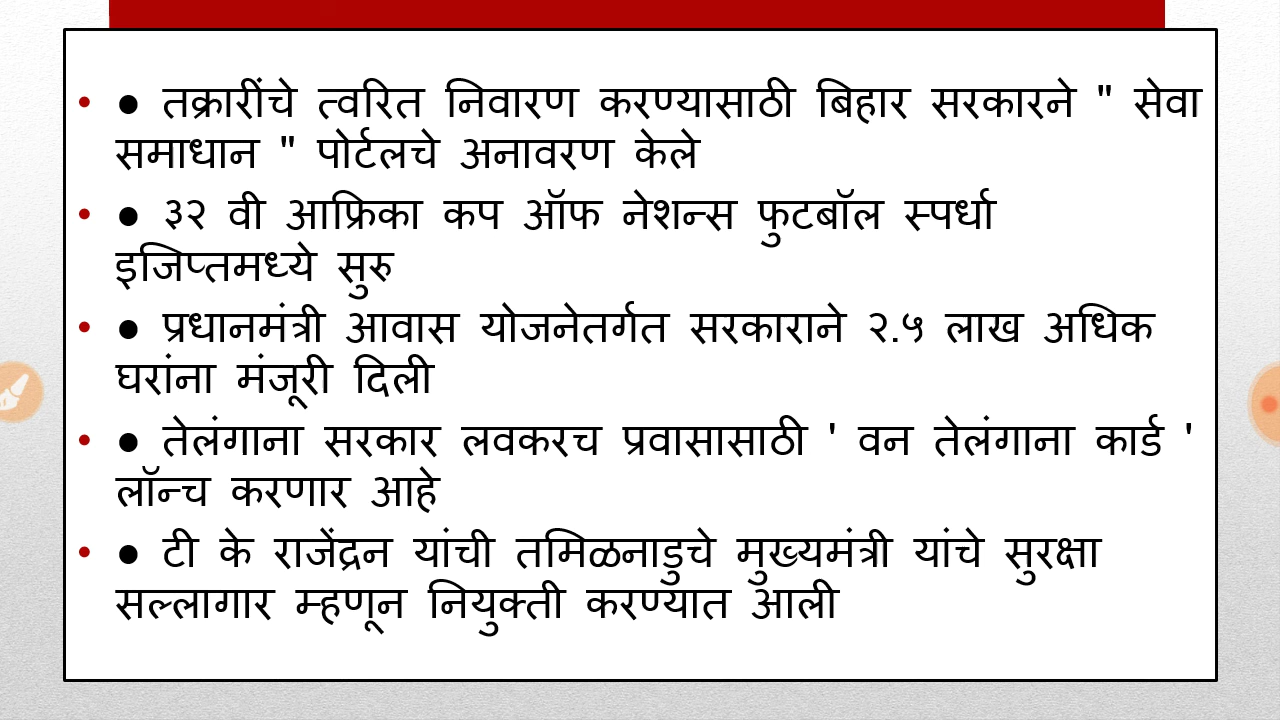 • ● तक्रारींचे त्वरित निवारण करण्यासाठी बिहार सरकारने " सेवा
समाधान " पोर्टलचे अनावरण केले
• ● ३२ वी आफ्रिका कप ऑफ नेशन्स फुटबॉल स्पर्धा
इजिप्तमध्ये सुरु
• ● प्रधानमंत्री आवास योजनेतर्गत सरकाराने २.५ लाख अधिक
घरांना मंजूरी दिली
• ● तेलंगाना सरकार लवकरच प्रवासासाठी ' वन तेलंगाना कार्ड '
लॉन्च करणार आहे
• ● टी के राजेंद्रन यांची तमिळनाडुचे मुख्यमंत्री यांचे सुरक्षा
सल्लागार म्हणून नियुक्ती करण्यात आली